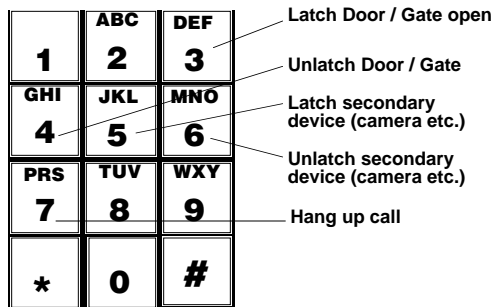 ABC DEF
1 2 3
GHI JKL MNO
4 5 6
PRS TUV WXY
7 8 9
* 0 #
Latch Door / Gate open
Unlatch Door / Gate
Latch secondary
device (camera etc.)
Unlatch secondary
device (camera etc.)
Hang up call